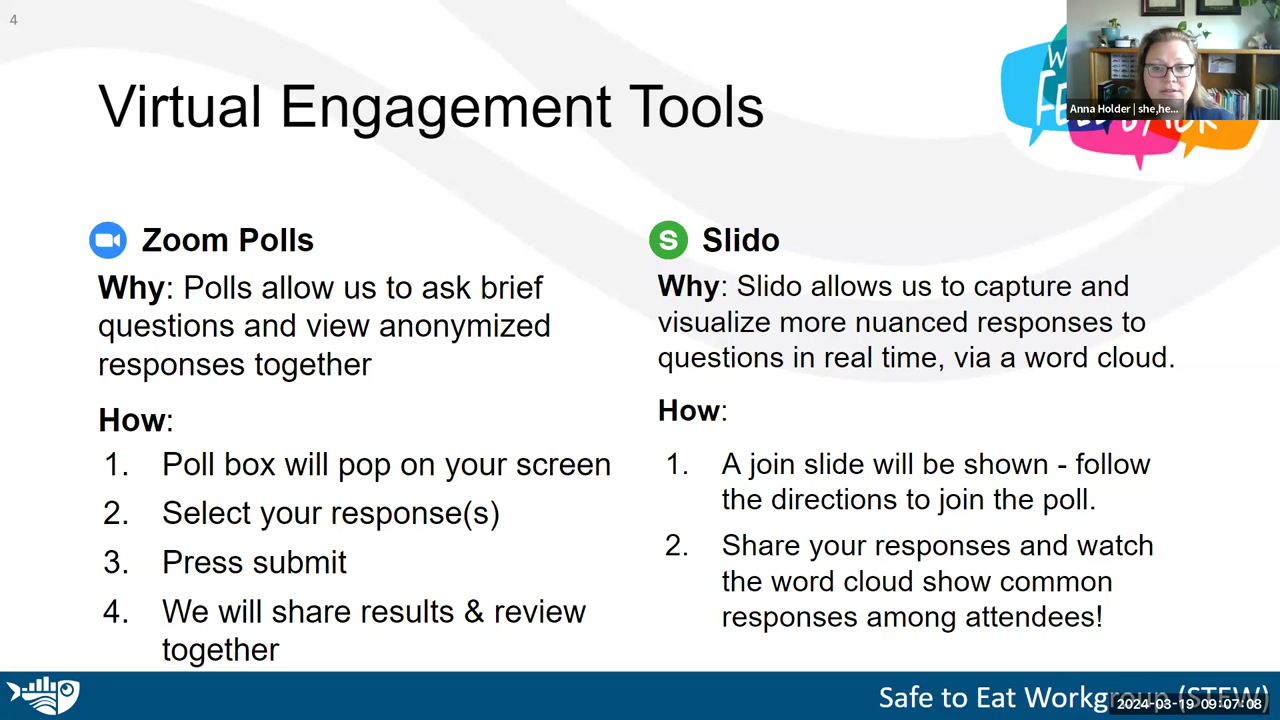 4
Virtual Engagement Tools
W
FEEDBACK
Anna Holder | she,he...
Zoom Polls
Why: Polls allow us to ask brief
questions and view anonymized
responses together
How:
1. Poll box will pop on your screen
2. Select your response(s)
3. Press submit
4. We will share results & review
together
S Slido
Why: Slido allows us to capture and
visualize more nuanced responses to
questions in real time, via a word cloud.
How:
1. A join slide will be shown - follow
the directions to join the poll.
2. Share your responses and watch
the word cloud show common
responses among attendees!
Safe to Eat Workgroup (STEW)
2024-03-19 09:07:08